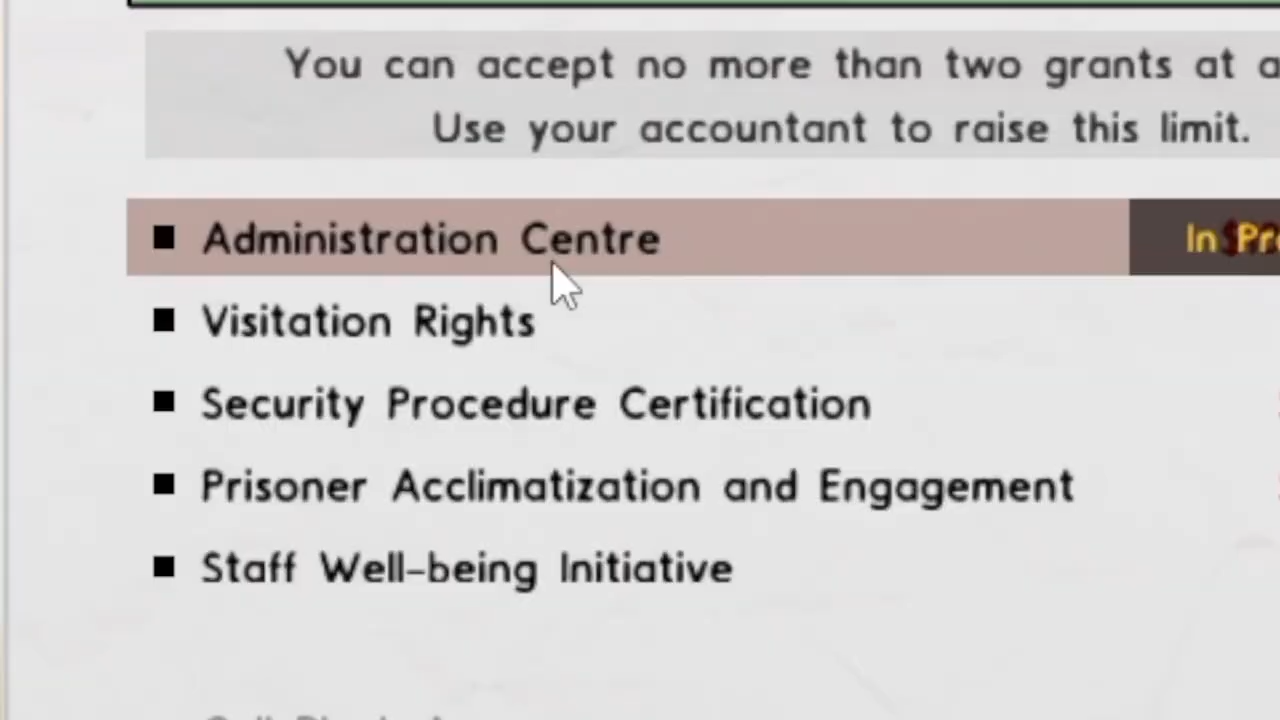 You can accept no more than two grants at
Use your accountant to raise this limit.
Administration Centre In
Visitation Rights
Security Procedure Certification
Prisoner Acclimatization and Engagement
Staff Well-being Initiative